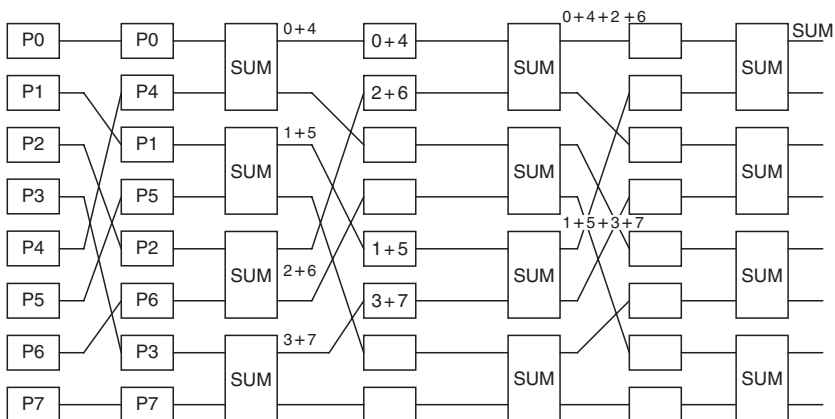 0+4 0+4+2+6 SUM
P0 P0 0+4
SUM SUM SUM
P1 P4 2+6
P2 P1 1+5
SUM SUM SUM
P3 P5
1+5+3+7
P4 P2 1+5
2+6 SUM SUM SUM
P5 P6 3+7
3+7
P6 P3
SUM SUM SUM
P7 P7